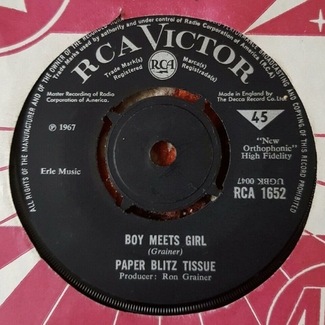 ALL RIGHTS OF THE MANUFACTURER AND OF THE OWNER OF THE RECORDED
RCA VICTOR
Trade Mark(s)
Registered
RCA
Marca(s)
Registrada(s)
Master Recording of Radio
Corporation of America.
Made in England by
The Decca Record Co. Ltd.
℗ 1967
45
"New
Orthophonic"
High Fidelity
Erle Music
UGBK 0047
RCA 1652
BOY MEETS GIRL
(Grainer)
PAPER BLITZ TISSUE
Producer: Ron Grainer